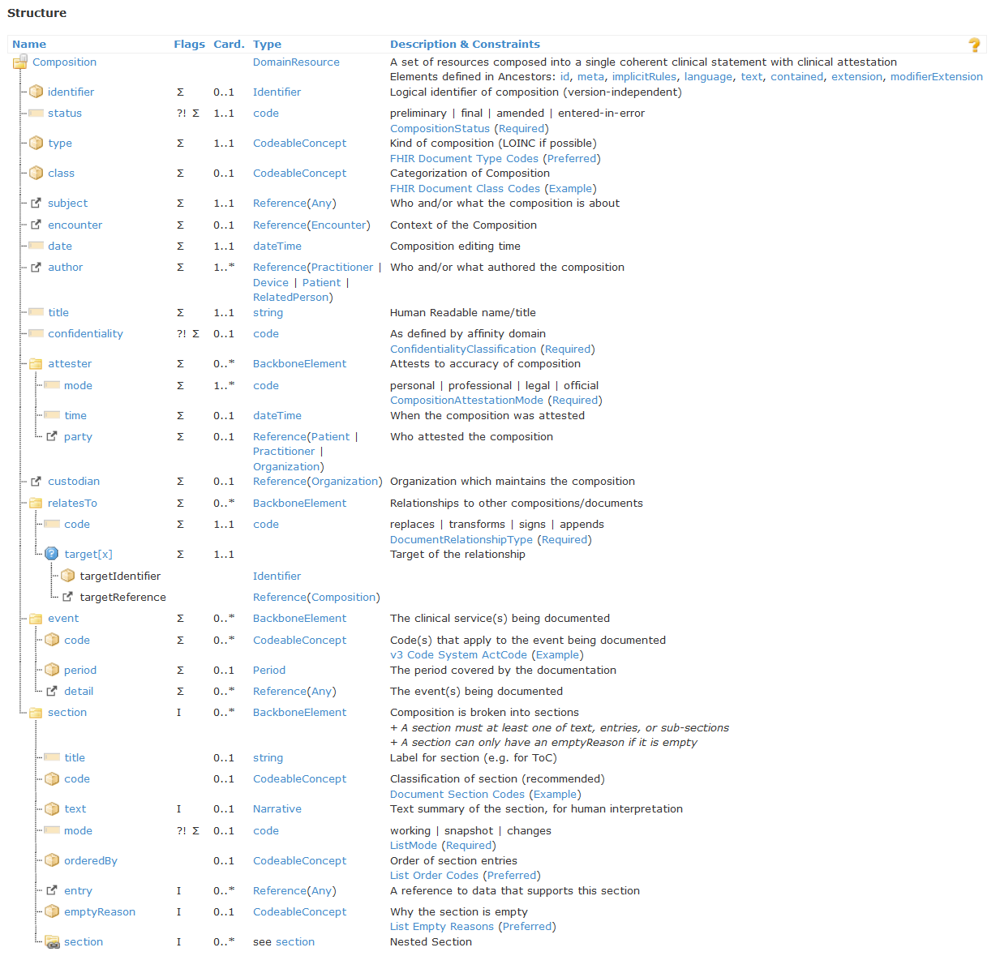 Structure
Name Flags Card. Type Description & Constraints
Composition DomainResource A set of resources composed into a single coherent clinical statement with clinical attestation
Elements defined in Ancestors: id, meta, implicitRules, language, text, contained, extension, modifierExtension
identifier Σ 0..1 Identifier Logical identifier of composition (version-independent)
status ?! Σ 1..1 code preliminary | final | amended | entered-in-error
CompositionStatus (Required)
type Σ 1..1 CodeableConcept Kind of composition (LOINC if possible)
FHIR Document Type Codes (Preferred)
class Σ 0..1 CodeableConcept Categorization of Composition
FHIR Document Class Codes (Example)
subject Σ 1..1 Reference(Any) Who and/or what the composition is about
encounter Σ 0..1 Reference(Encounter) Context of the Composition
date Σ 1..1 dateTime Composition editing time
author Σ 1..* Reference(Practitioner | Who and/or what authored the composition
Device | Patient |
RelatedPerson)
title Σ 1..1 string Human Readable name/title
confidentiality ?! Σ 0..1 code As defined by affinity domain
ConfidentialityClassification (Required)
attester Σ 0..* BackboneElement Attests to accuracy of composition
mode Σ 1..* code personal | professional | legal | official
CompositionAttestationMode (Required)
time Σ 0..1 dateTime When the composition was attested
party Σ 0..1 Reference(Patient | Who attested the composition
Practitioner |
Organization)
custodian Σ 0..1 Reference(Organization) Organization which maintains the composition
relatesTo Σ 0..* BackboneElement Relationships to other compositions/documents
code Σ 1..1 code replaces | transforms | signs | appends
DocumentRelationshipType (Required)
target[x] Σ 1..1 Target of the relationship
targetIdentifier Identifier
targetReference Reference(Composition)
event Σ 0..* BackboneElement The clinical service(s) being documented
code Σ 0..* CodeableConcept Code(s) that apply to the event being documented
v3 Code System ActCode (Example)
period Σ 0..1 Period The period covered by the documentation
detail Σ 0..* Reference(Any) The event(s) being documented
section I 0..* BackboneElement Composition is broken into sections
+ A section must at least one of text, entries, or sub-sections
+ A section can only have an emptyReason if it is empty
title 0..1 string Label for section (e.g. for ToC)
code 0..1 CodeableConcept Classification of section (recommended)
Document Section Codes (Example)
text I 0..1 Narrative Text summary of the section, for human interpretation
mode ?! Σ 0..1 code working | snapshot | changes
ListMode (Required)
orderedBy 0..1 CodeableConcept Order of section entries
List Order Codes (Preferred)
entry I 0..* Reference(Any) A reference to data that supports this section
emptyReason I 0..1 CodeableConcept Why the section is empty
List Empty Reasons (Preferred)
section I 0..* see section Nested Section